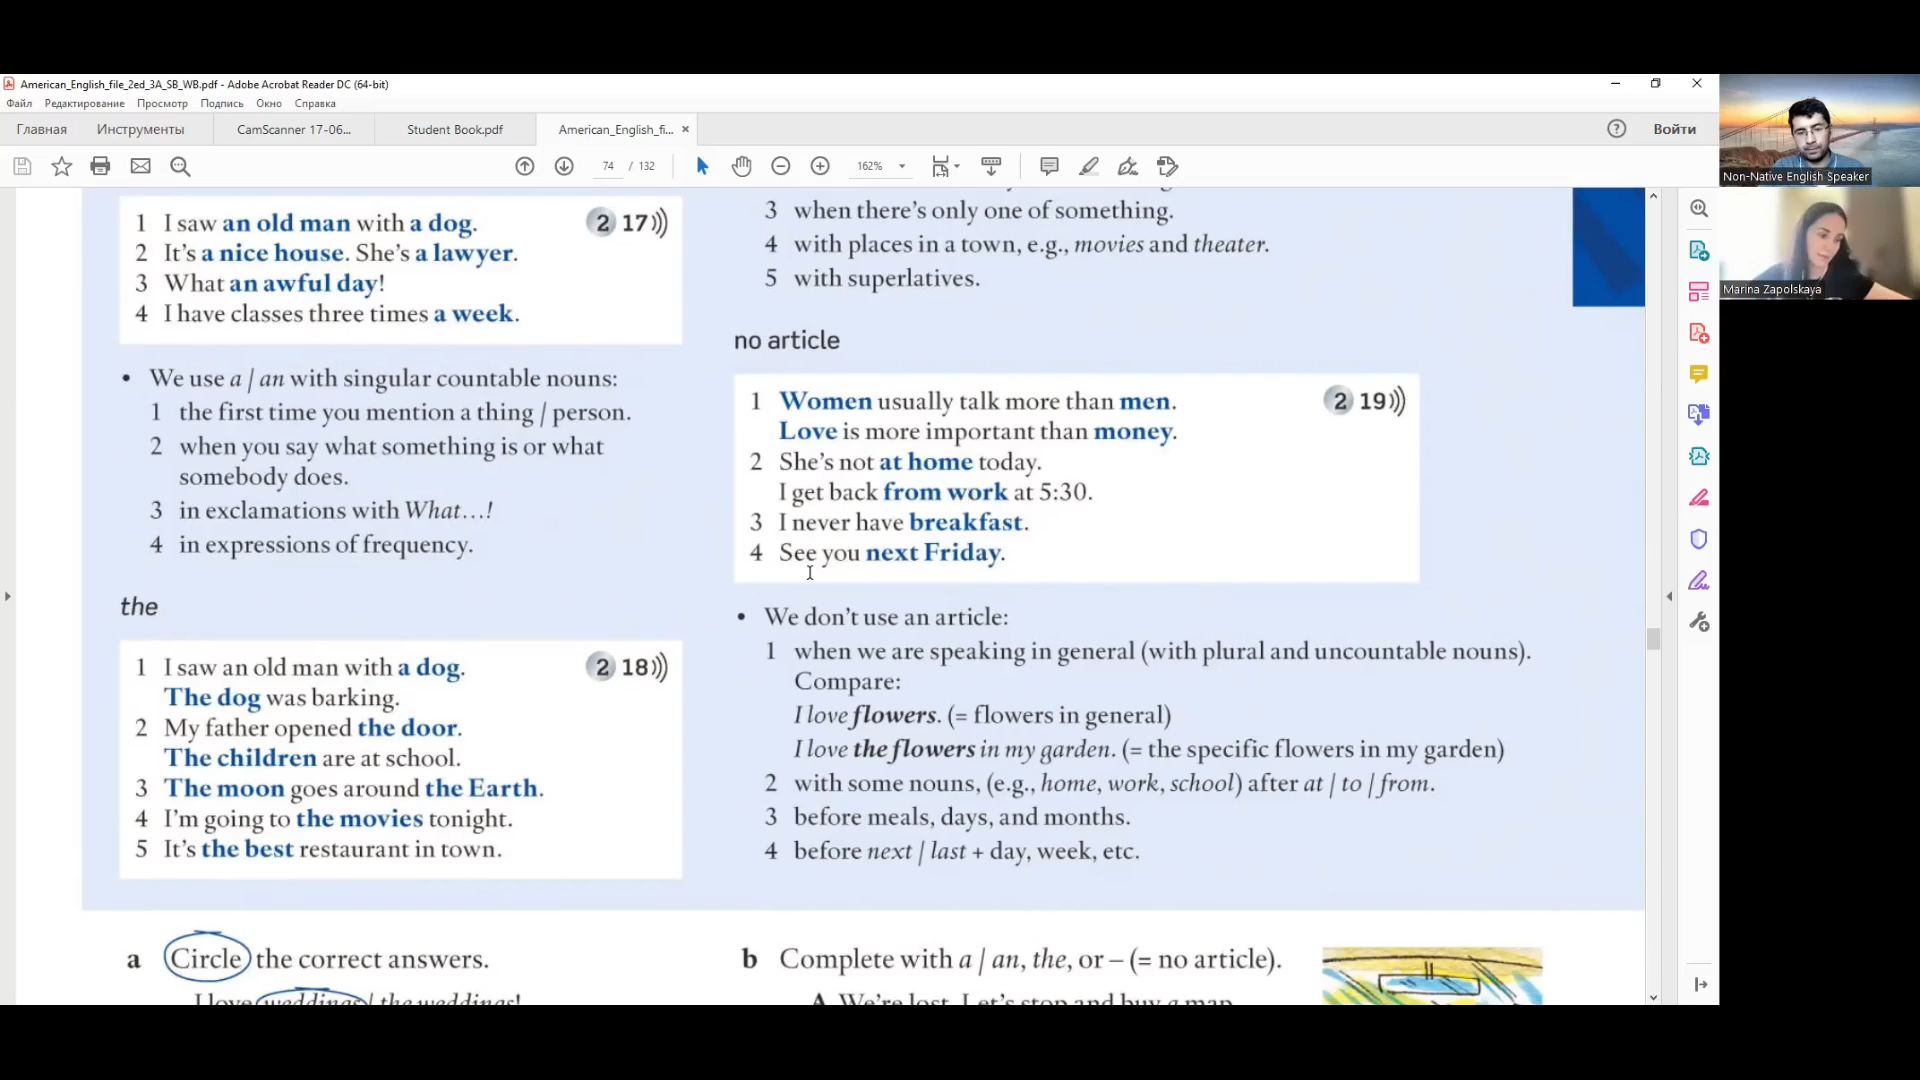 American_English_file_2ed_3A_SB_WB.pdf - Adobe Acrobat Reader DC (64-bit)
Файл Редактирование Просмотр Подпись Окно Справка
Главная Инструменты CamScanner 17-06... Student Book.pdf American_English_fi... × Войти
74 / 132 162%
1 I saw an old man with a dog. 2 17
2 It's a nice house. She's a lawyer.
3 What an awful day!
4 I have classes three times a week.
• We use a / an with singular countable nouns:
1 the first time you mention a thing / person.
2 when you say what something is or what
somebody does.
3 in exclamations with What...!
4 in expressions of frequency.
the
1 I saw an old man with a dog. 2 18
The dog was barking.
2 My father opened the door.
The children are at school.
3 The moon goes around the Earth.
4 I'm going to the movies tonight.
5 It's the best restaurant in town.
a Circle the correct answers.
I love weddings / the weddings!
3 when there's only one of something.
4 with places in a town, e.g., movies and theater.
5 with superlatives.
no article
1 Women usually talk more than men. 2 19
Love is more important than money.
2 She's not at home today.
I get back from work at 5:30.
3 I never have breakfast.
4 See you next Friday.
• We don't use an article:
1 when we are speaking in general (with plural and uncountable nouns).
Compare:
I love flowers. (= flowers in general)
I love the flowers in my garden. (= the specific flowers in my garden)
2 with some nouns, (e.g., home, work, school) after at / to / from.
3 before meals, days, and months.
4 before next / last + day, week, etc.
b Complete with a / an, the, or – (= no article).
A We're lost. Let's stop and buy a map.
Non-Native English Speaker
Marina Zapolskaya